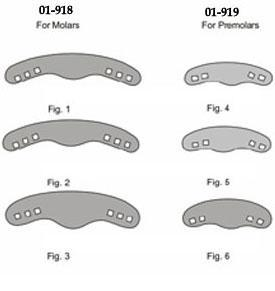 01-918 01-919
For Molars For Premolars
Fig. 1 Fig. 4
Fig. 2 Fig. 5
Fig. 3 Fig. 6